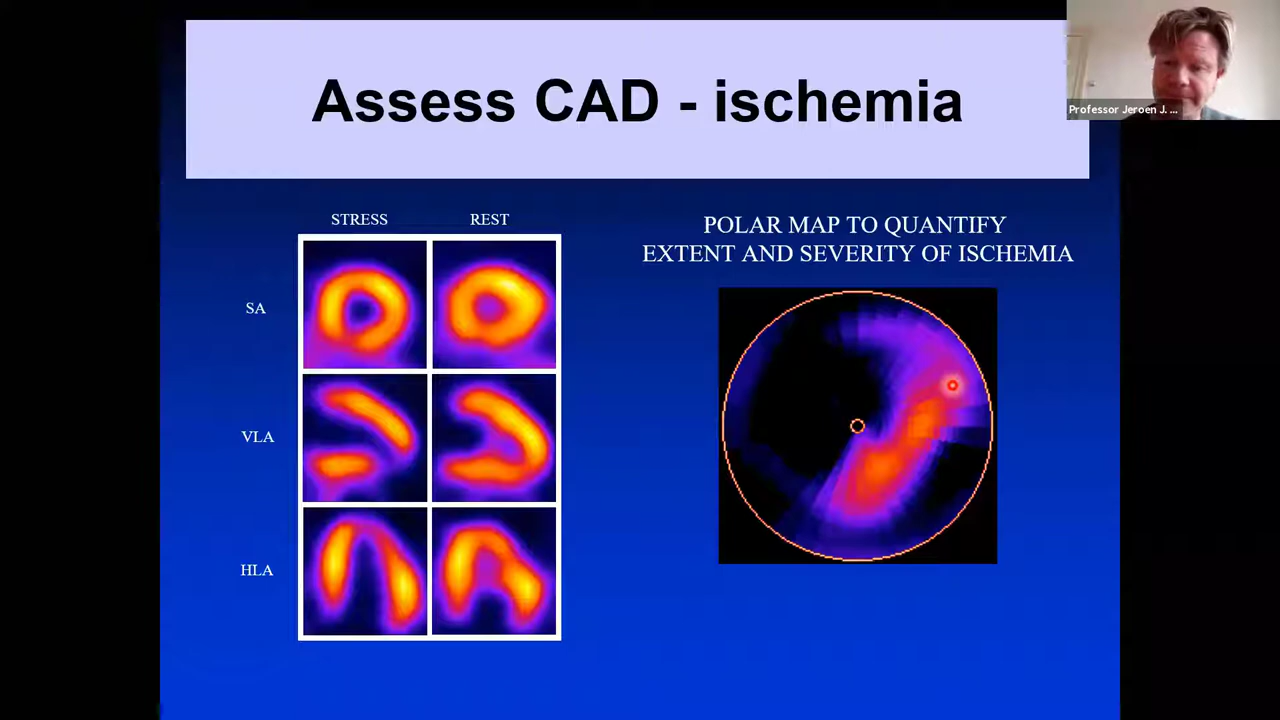 Assess CAD - ischemia
Professor Jeroen J. ...
STRESS
REST
SA
VLA
HLA
POLAR MAP TO QUANTIFY
EXTENT AND SEVERITY OF ISCHEMIA